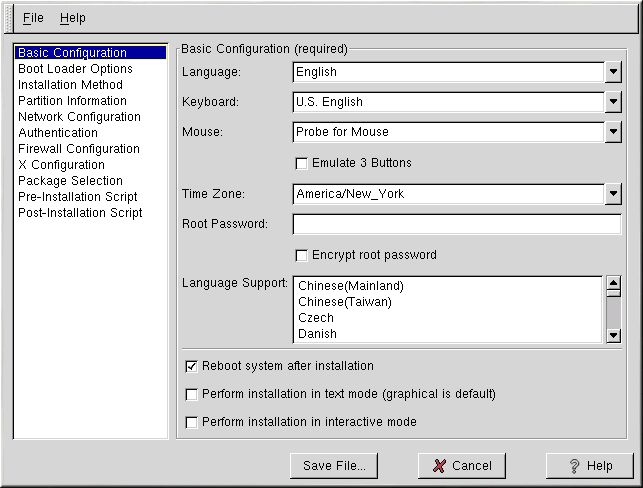 File Help
Basic Configuration
Boot Loader Options
Installation Method
Partition Information
Network Configuration
Authentication
Firewall Configuration
X Configuration
Package Selection
Pre-Installation Script
Post-Installation Script
Basic Configuration (required)
Language: English
Keyboard: U.S. English
Mouse: Probe for Mouse
Emulate 3 Buttons
Time Zone: America/New_York
Root Password:
Encrypt root password
Language Support: Chinese(Mainland)
Chinese(Taiwan)
Czech
Danish
Reboot system after installation
Perform installation in text mode (graphical is default)
Perform installation in interactive mode
Save File... Cancel ? Help